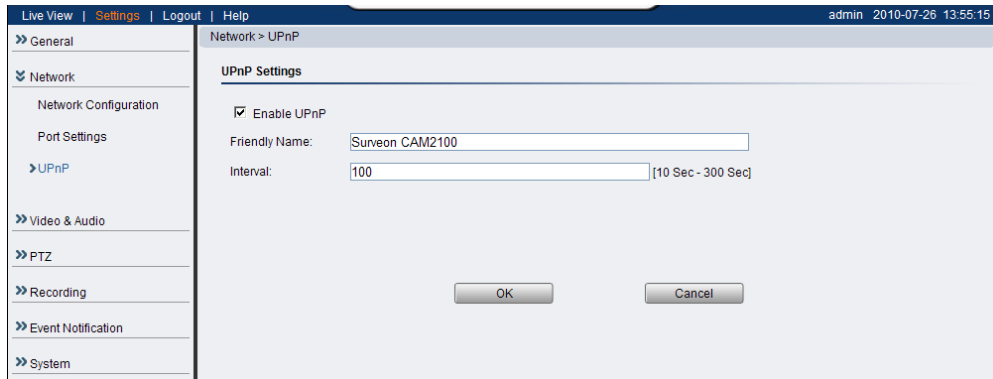 Live View | Settings | Logout | Help admin 2010-07-26 13:55:15
General
Network
Network Configuration
Port Settings
UPnP
Video & Audio
PTZ
Recording
Event Notification
System
Network > UPnP
UPnP Settings
Enable UPnP
Friendly Name: Surveon CAM2100
Interval: 100 [10 Sec - 300 Sec]
OK Cancel